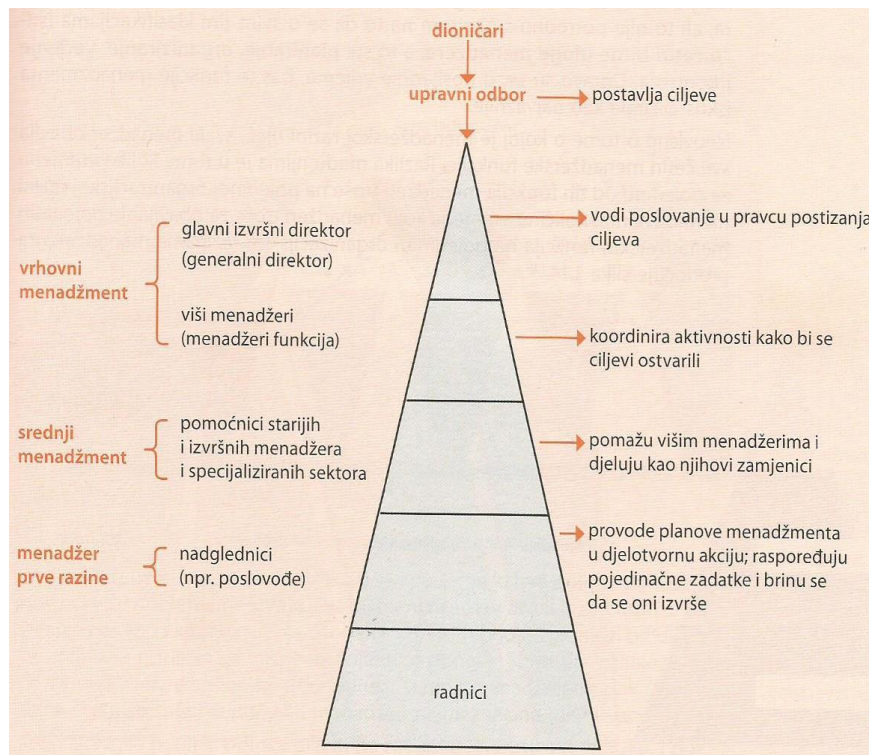 dioničari
upravni odbor
postavlja ciljeve
vrhovni
menadžment
glavni izvršni direktor
(generalni direktor)
viši menadžeri
(menadžeri funkcija)
vodi poslovanje u pravcu postizanja
ciljeva
koordinira aktivnosti kako bi se
ciljevi ostvarili
srednji
menadžment
pomoćnici starijih
i izvršnih menadžera
i specijaliziranih sektora
pomažu višim menadžerima i
djeluju kao njihovi zamjenici
menadžer
prve razine
nadglednici
(npr. poslovođe)
provode planove menadžmenta
u djelotvornu akciju; raspoređuju
pojedinačne zadatke i brinu se
da se oni izvrše
radnici